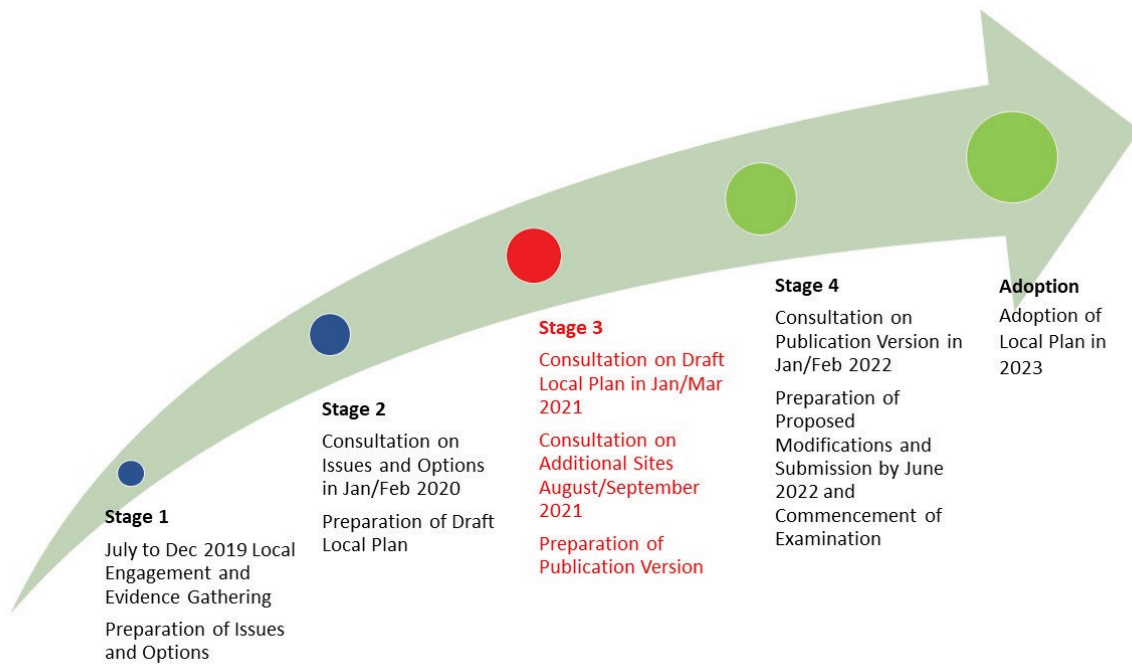 Stage 1
July to Dec 2019 Local
Engagement and
Evidence Gathering
Preparation of Issues
and Options
Stage 2
Consultation on
Issues and Options
in Jan/Feb 2020
Preparation of Draft
Local Plan
Stage 3
Consultation on Draft
Local Plan in Jan/Mar
2021
Consultation on
Additional Sites
August/September
2021
Preparation of
Publication Version
Stage 4
Consultation on
Publication Version in
Jan/Feb 2022
Preparation of
Proposed
Modifications and
Submission by June
2022 and
Commencement of
Examination
Adoption
Adoption of
Local Plan in
2023